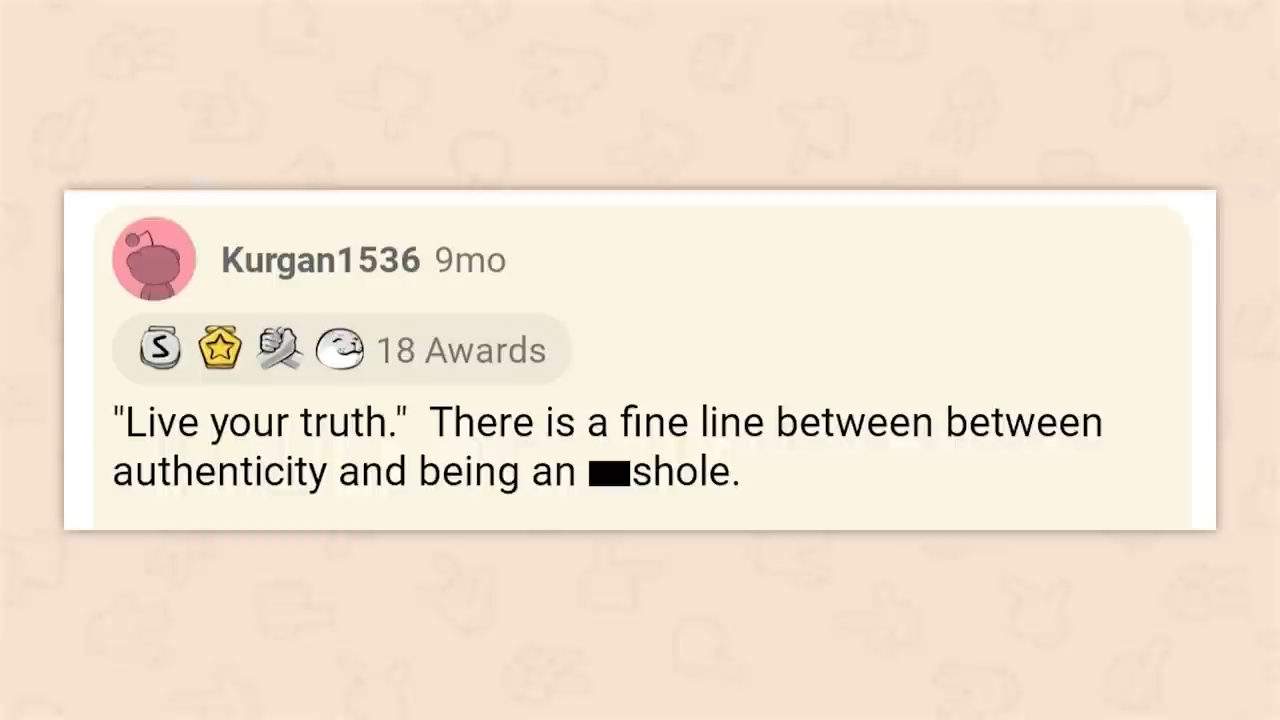 Kurgan1536 9mo
S 18 Awards
"Live your truth."  There is a fine line between between
authenticity and being an shole.